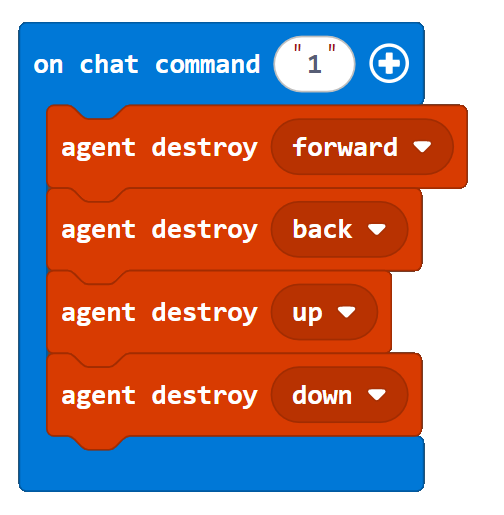 on chat command "1"
agent destroy forward
agent destroy back
agent destroy up
agent destroy down